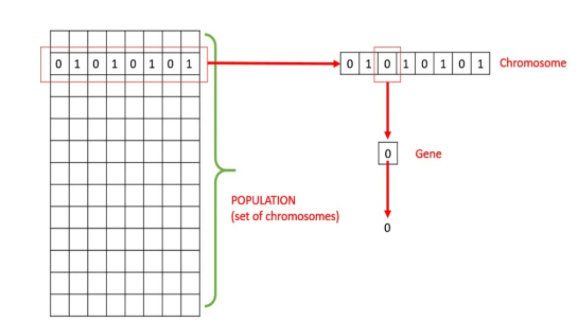 0 1 0 1 0 1 0 1
0 1 0 1 0 1 0 1 Chromosome
0 Gene
POPULATION
(set of chromosomes)
0